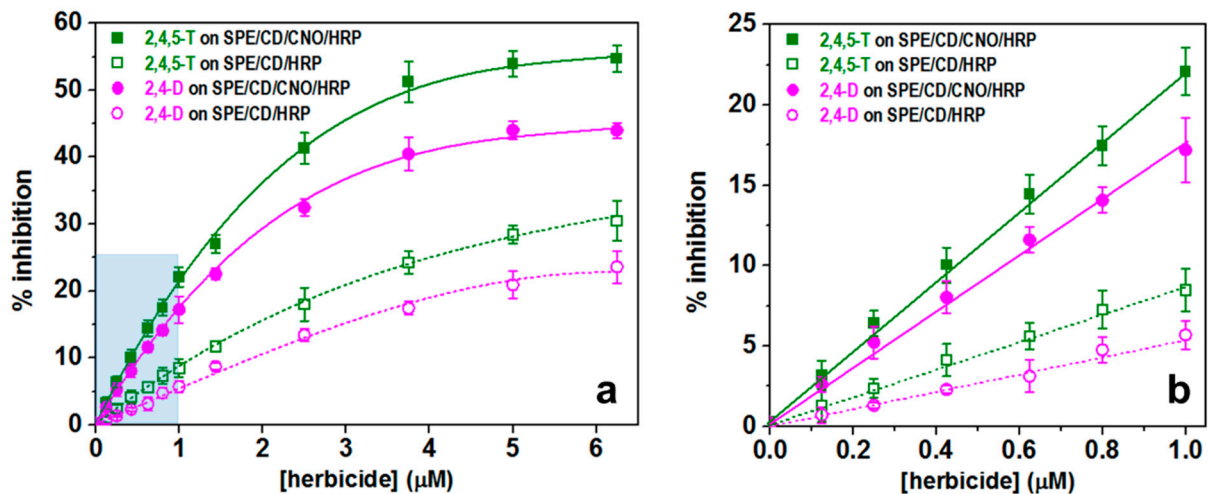 60
50
40
30
20
10
0
% inhibition
2,4,5-T on SPE/CD/CNO/HRP
2,4,5-T on SPE/CD/HRP
2,4-D on SPE/CD/CNO/HRP
2,4-D on SPE/CD/HRP
a
0 1 2 3 4 5 6
[herbicide] (µM)
25
20
15
10
5
0
% inhibition
2,4,5-T on SPE/CD/CNO/HRP
2,4,5-T on SPE/CD/HRP
2,4-D on SPE/CD/CNO/HRP
2,4-D on SPE/CD/HRP
b
0.0 0.2 0.4 0.6 0.8 1.0
[herbicide] (µM)